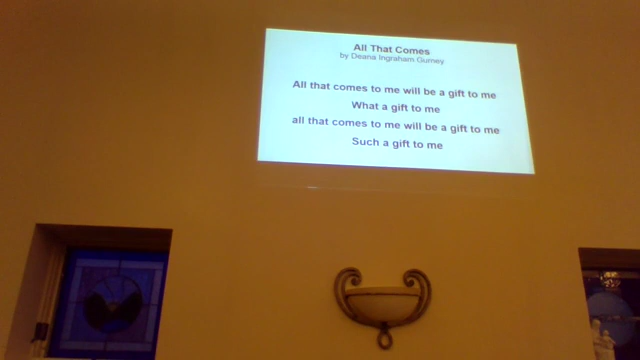 All That Comes
by Deana Ingraham Gurney
All that comes to me will be a gift to me
What a gift to me
all that comes to me will be a gift to me
Such a gift to me